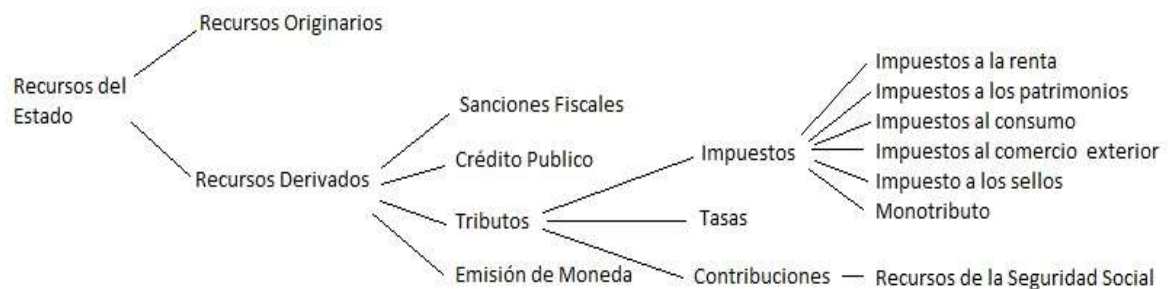 Recursos del
Estado
Recursos Originarios
Recursos Derivados
Sanciones Fiscales
Crédito Publico
Tributos
Emisión de Moneda
Impuestos
Tasas
Contribuciones
Impuestos a la renta
Impuestos a los patrimonios
Impuestos al consumo
Impuestos al comercio exterior
Impuesto a los sellos
Monotributo
Recursos de la Seguridad Social